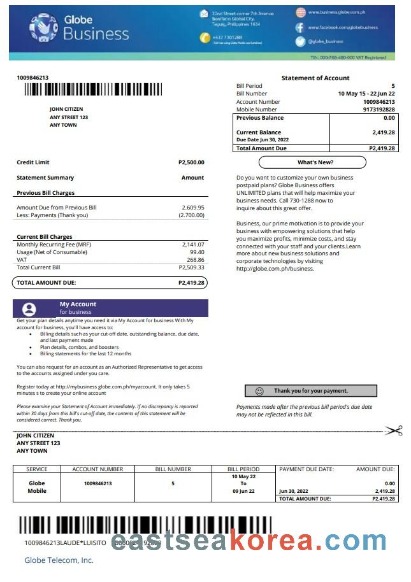 Globe
Business
32nd Street corner 7th Avenue
Bonifacio Global City,
Taguig, Philippines 1634
www.facebook.com/globebusiness
@globe_business
1009846213
JOHN CITIZEN
ANY STREET 123
ANY TOWN
Statement of Account
Bill Period 5
Bill Number 10 May 15 - 22 Jun 22
Account Number 1009846213
Mobile Number 9173192828
Previous Balance 0.00
Current Balance 2,419.28
Due Date Jun 30, 2022
Total Amount Due P2,419.28
Credit Limit P2,500.00
Statement Summary Amount
Previous Bill Charges
Amount Due from Previous Bill 2,609.95
Less: Payments (Thank you) (2,700.00)
Current Bill Charges
Monthly Recurring Fee (MRF) 2,141.07
Usage (Net of Consumable) 99.40
VAT 268.86
Total Current Bill P2,509.33
TOTAL AMOUNT DUE: P2,419.28
What's New?
Do you want to customize your own business
postpaid plans? Globe Business offers
UNLIMITED plans that will help maximize your
business needs. Call 730-1288 now to
inquire about this great offer.
Business, our prime motivation is to provide your
business with empowering solutions that help
you maximize profits, minimize costs, and stay
connected with your staff and your clients.Learn
more about new business solutions and
corporate technologies by visiting
http:/globe.com.ph/business.
My Account
for business
Get your plan details anytime you need it via My Account for business With My
account for business, you'll have access to:
• Billing details such as your cut-off date, outstanding balance, due date,
and last payment made
• Plan details, combos, and boosters
• Billing statements for the last 12 months
You can also request for an account as an Authorized Representative to get access
to the accounts assigned under you care.
Register today at http://mybusiness.globe.com.ph/myaccount. It only takes 5
minutes s to create your online account
Please examine your Statement of Account immediately. If no discrepancy is reported
within 30 days from this bill's cut-off date, the contents of this statement will be
considered correct. Thank you.
Thank you for your payment.
Payments made after the previous bill period's due date
may not be reflected in this bill.
JOHN CITIZEN
ANY STREET 123
ANY TOWN
SERVICE ACCOUNT NUMBER BILL NUMBER BILL PERIOD PAYMENT DUE DATE: AMOUNT DUE:
Globe
Mobile
1009846213 5
10 May 22
To
09 Jun 22
0.00
Jun 30, 2022 2,419.28
TOTAL AMOUNT DUE: P2,419.28
eastseakorea.com
Globe Telecom, Inc.